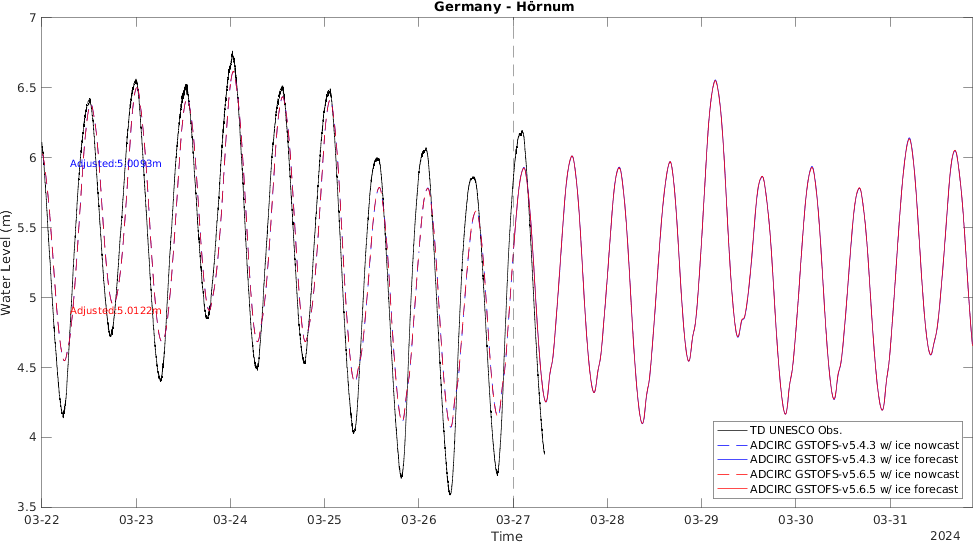 Germany - Hörnum
7
6.5
6
5.5
5
4.5
4
3.5
Water Level (m)
Adjusted:5.0093m
Adjusted:5.0122m
TD UNESCO Obs.
ADCIRC GSTOFS-v5.4.3 w/ ice nowcast
ADCIRC GSTOFS-v5.4.3 w/ ice forecast
ADCIRC GSTOFS-v5.6.5 w/ ice nowcast
ADCIRC GSTOFS-v5.6.5 w/ ice forecast
03-22 03-23 03-24 03-25 03-26 03-27 03-28 03-29 03-30 03-31
Time
2024